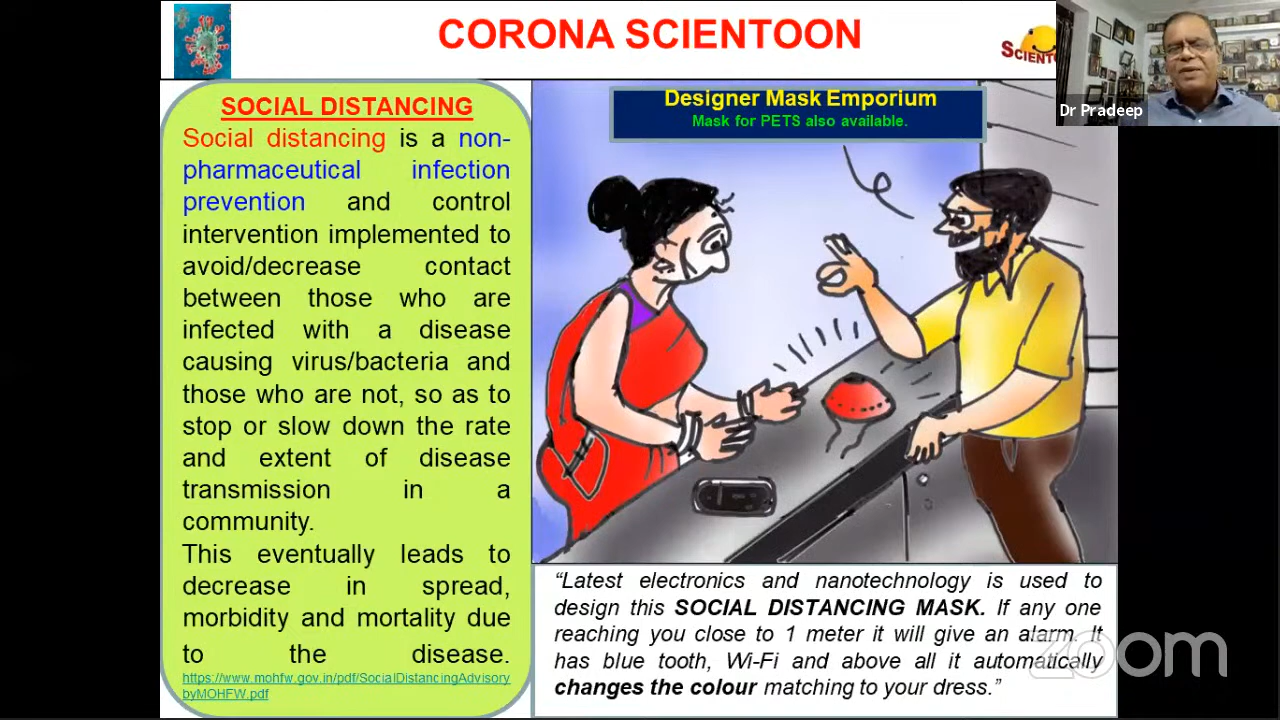 CORONA SCIENTOON
SCIENTO
Dr Pradeep
SOCIAL DISTANCING
Social distancing is a non-
pharmaceutical infection
prevention and control
intervention implemented to
avoid/decrease contact
between those who are
infected with a disease
causing virus/bacteria and
those who are not, so as to
stop or slow down the rate
and extent of disease
transmission in a
community.
This eventually leads to
decrease in spread,
morbidity and mortality due
to the disease.
https://www.mohfw.gov.in/pdf/SocialDistancingAdvisory
byMOHFW.pdf
Designer Mask Emporium
Mask for PETS also available.
“Latest electronics and nanotechnology is used to
design this SOCIAL DISTANCING MASK. If any one
reaching you close to 1 meter it will give an alarm. It
has blue tooth, Wi-Fi and above all it automatically
changes the colour matching to your dress.”
zoom